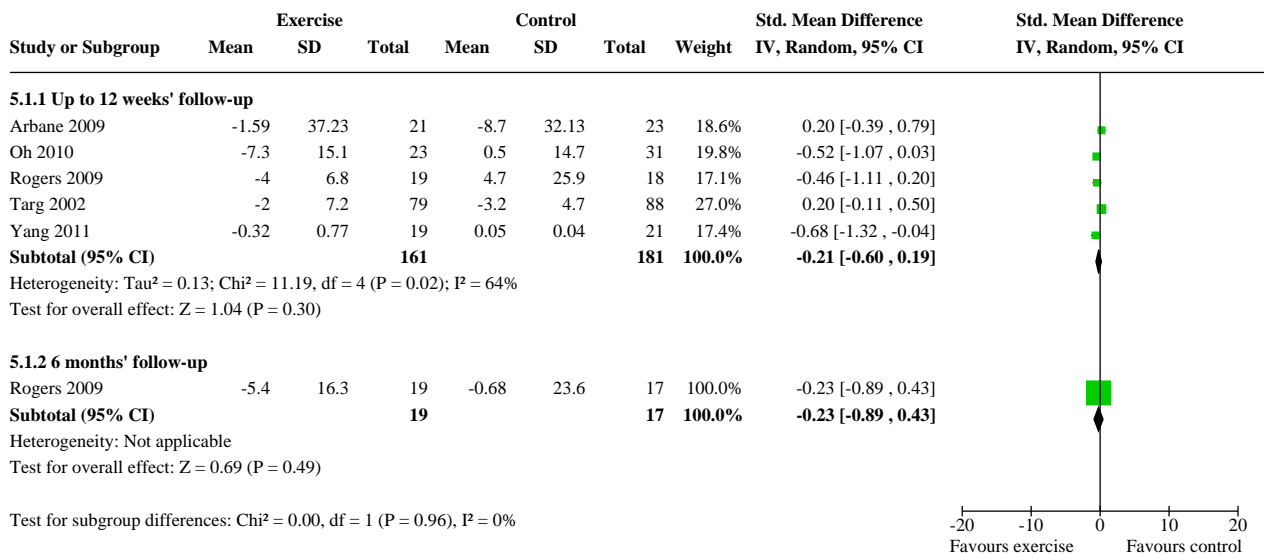 Exercise Control Std. Mean Difference Std. Mean Difference
Study or Subgroup Mean SD Total Mean SD Total Weight IV, Random, 95% CI IV, Random, 95% CI
5.1.1 Up to 12 weeks' follow-up
Arbane 2009 -1.59 37.23 21 -8.7 32.13 23 18.6% 0.20 [-0.39 , 0.79]
Oh 2010 -7.3 15.1 23 0.5 14.7 31 19.8% -0.52 [-1.07 , 0.03]
Rogers 2009 -4 6.8 19 4.7 25.9 18 17.1% -0.46 [-1.11 , 0.20]
Targ 2002 -2 7.2 79 -3.2 4.7 88 27.0% 0.20 [-0.11 , 0.50]
Yang 2011 -0.32 0.77 19 0.05 0.04 21 17.4% -0.68 [-1.32 , -0.04]
Subtotal (95% CI) 161 181 100.0% -0.21 [-0.60 , 0.19]
Heterogeneity: Tau² = 0.13; Chi² = 11.19, df = 4 (P = 0.02); I² = 64%
Test for overall effect: Z = 1.04 (P = 0.30)
5.1.2 6 months' follow-up
Rogers 2009 -5.4 16.3 19 -0.68 23.6 17 100.0% -0.23 [-0.89 , 0.43]
Subtotal (95% CI) 19 17 100.0% -0.23 [-0.89 , 0.43]
Heterogeneity: Not applicable
Test for overall effect: Z = 0.69 (P = 0.49)
Test for subgroup differences: Chi² = 0.00, df = 1 (P = 0.96), I² = 0%
-20 -10 0 10 20
Favours exercise Favours control